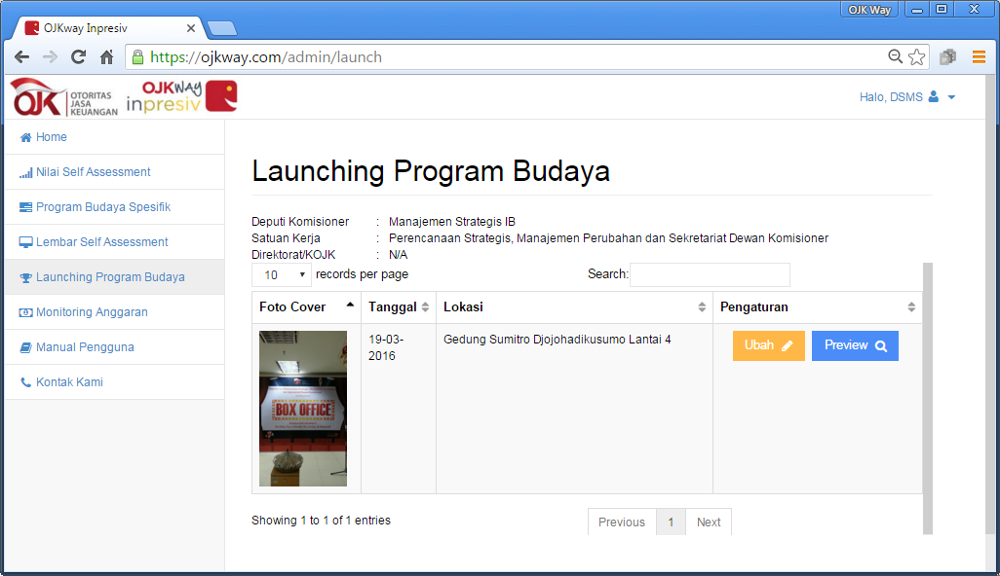 OJK Way
OJKway Inpresiv
https://ojkway.com/admin/launch
OJK OTORITAS JASA KEUANGAN
OJKWAY inpresiv
Halo, DSMS
Home
Nilai Self Assessment
Program Budaya Spesifik
Lembar Self Assessment
Launching Program Budaya
Monitoring Anggaran
Manual Pengguna
Kontak Kami
Launching Program Budaya
Deputi Komisioner : Manajemen Strategis IB
Satuan Kerja : Perencanaan Strategis, Manajemen Perubahan dan Sekretariat Dewan Komisioner
Direktorat/KOJK : N/A
10 records per page Search:
Foto Cover Tanggal Lokasi Pengaturan
19-03-2016 Gedung Sumitro Djojohadikusumo Lantai 4 Ubah Preview
BOX OFFICE
Showing 1 to 1 of 1 entries
Previous 1 Next